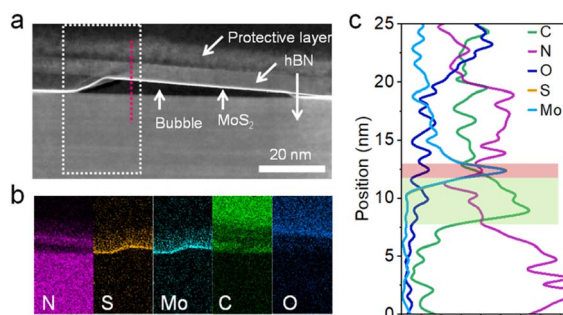 a
Protective layer
hBN
Bubble
MoS₂
20 nm
b
N
S
Mo
C
O
c
C
N
O
S
Mo
Position (nm)
25
20
15
10
5
0